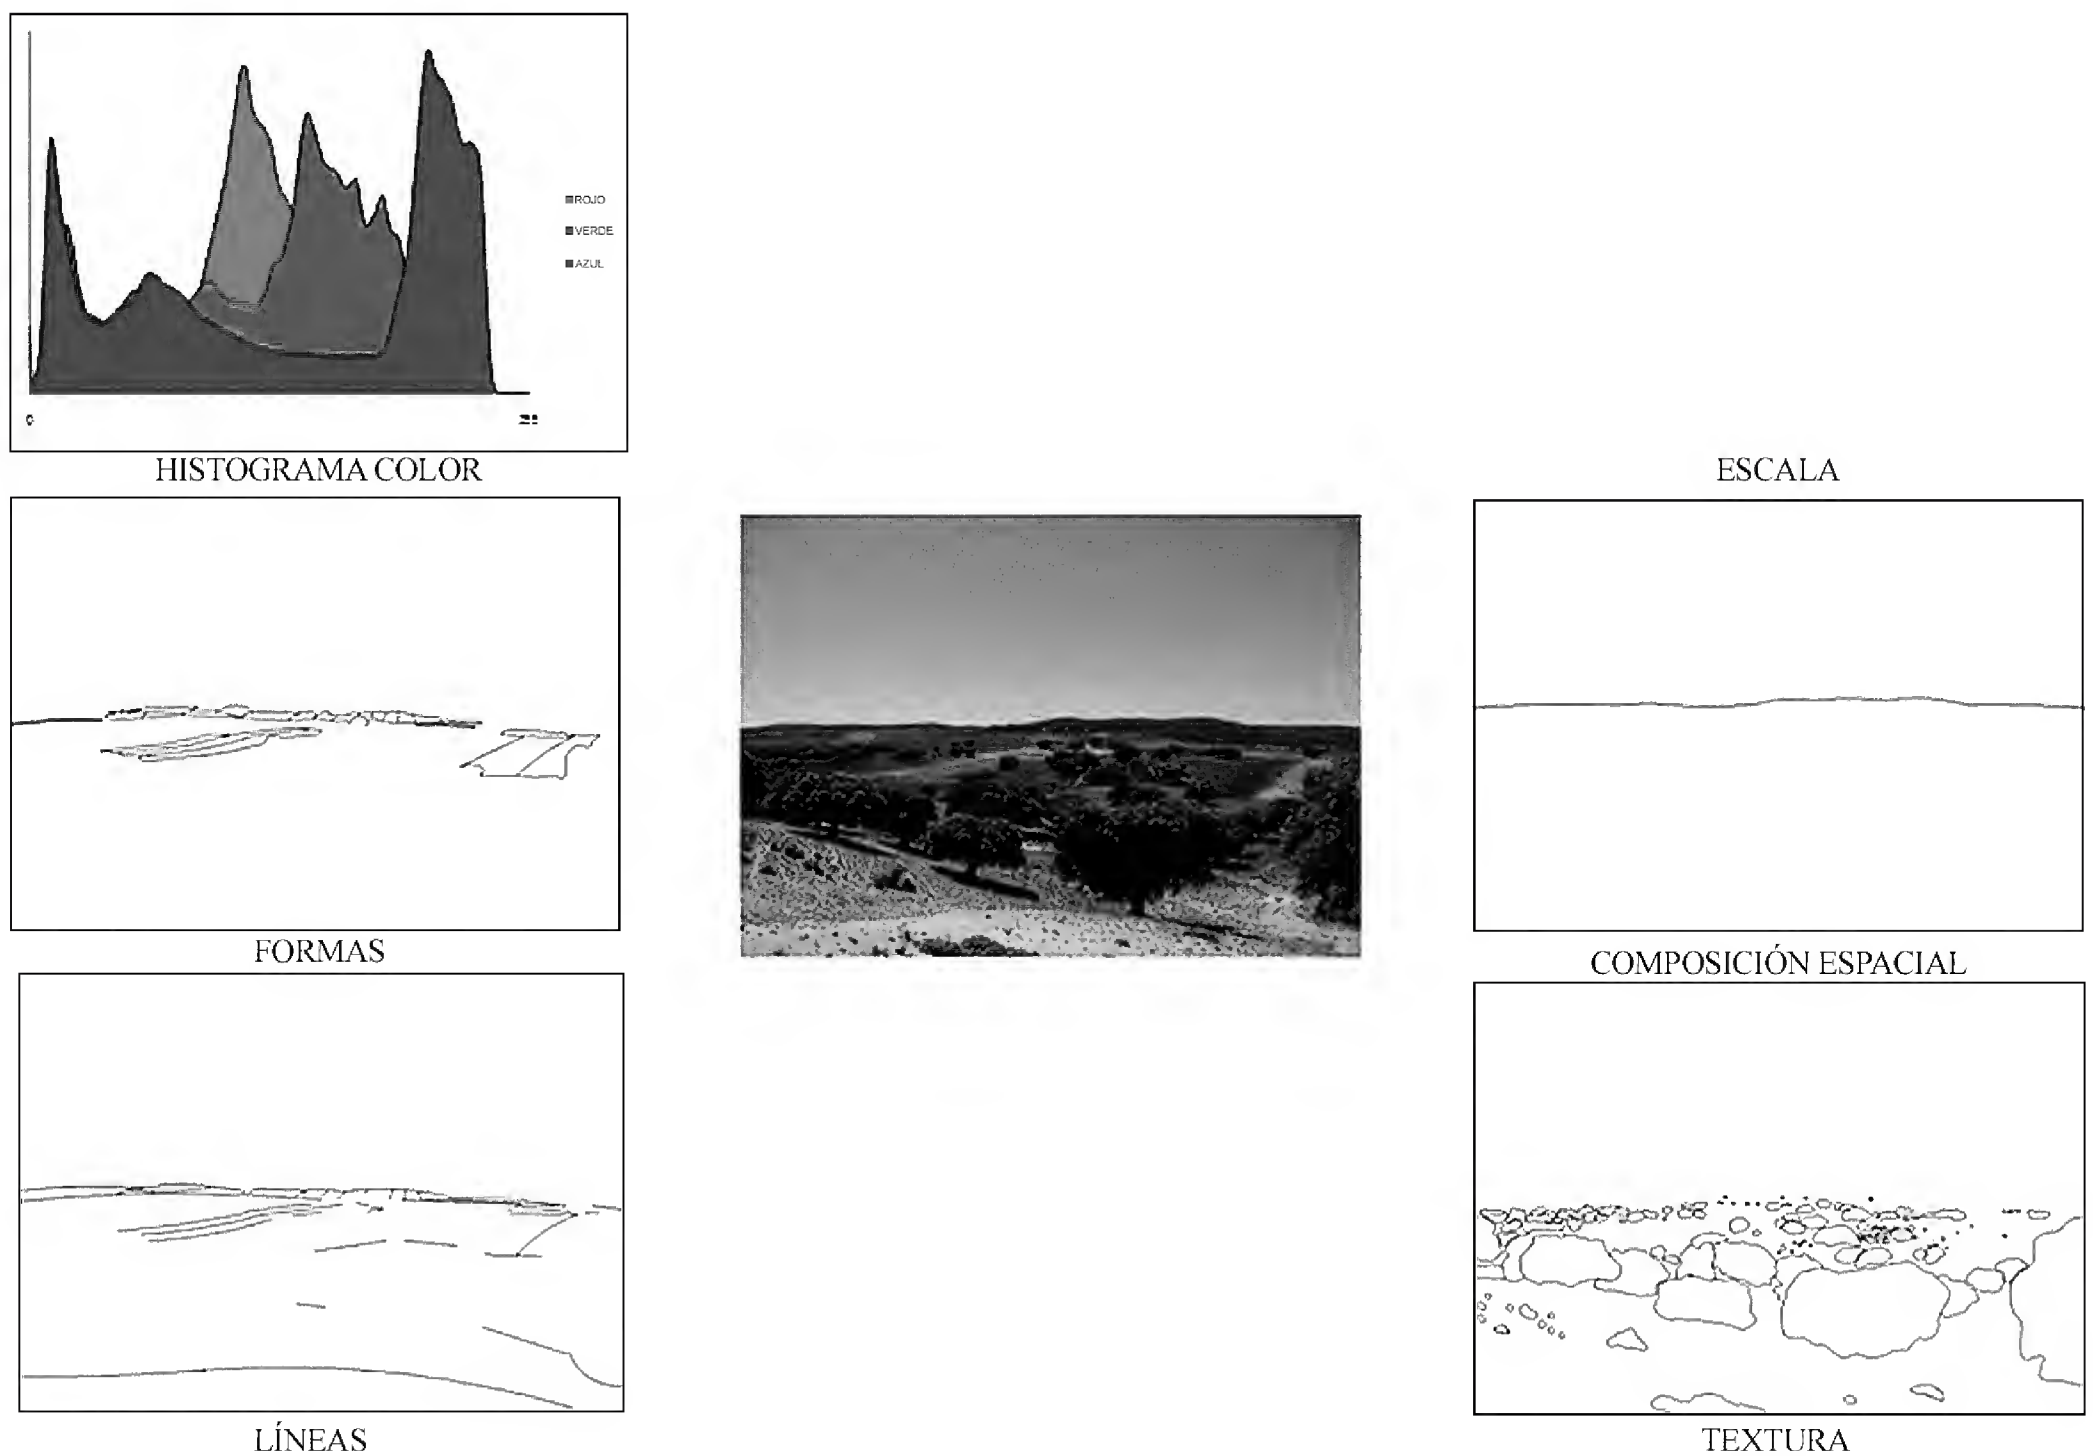 ROJO
VERDE
AZUL
0
HISTOGRAMA COLOR
ESCALA
FORMAS
COMPOSICIÓN ESPACIAL
LÍNEAS
TEXTURA